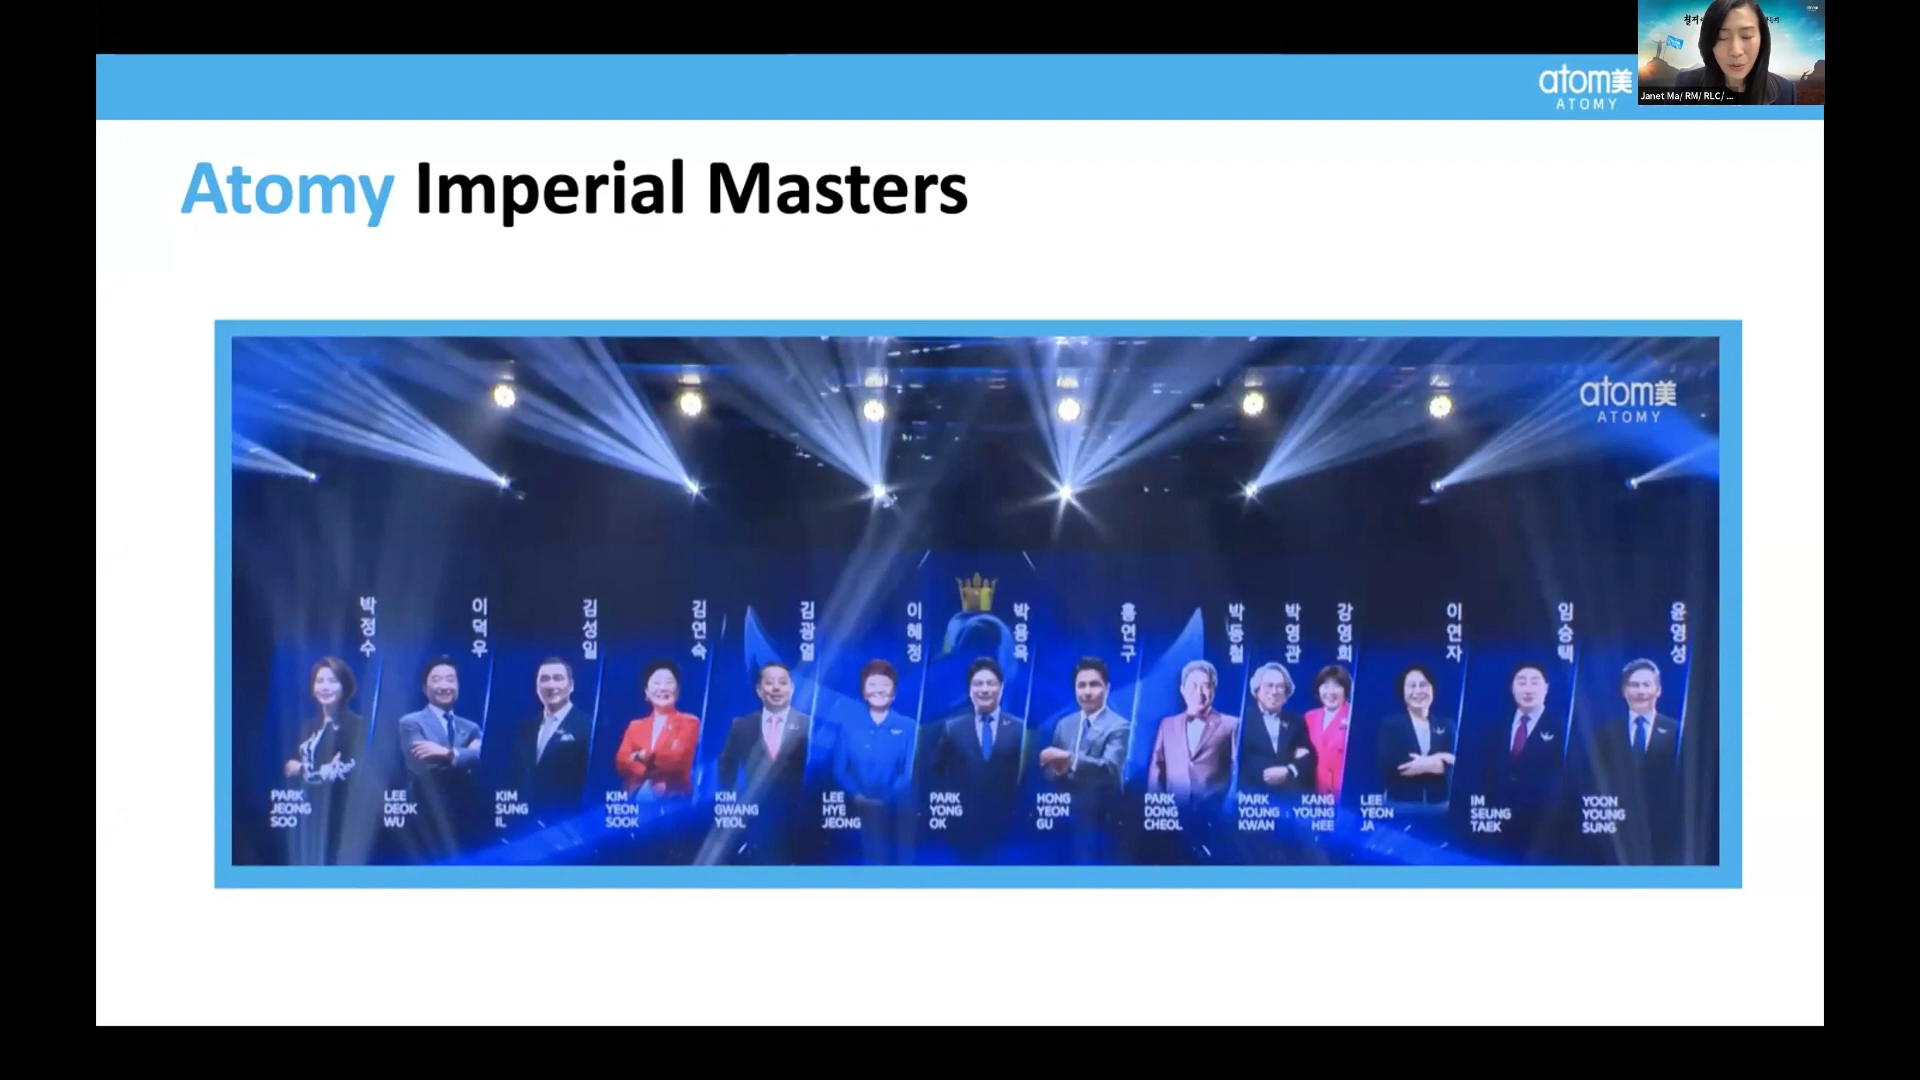 atom美
ATOMY
Janet Ma/ RM/ RLC/ ...
Atomy Imperial Masters
atom美
ATOMY
박정수
이덕우
김성일
김연숙
김광열
이혜정
박용옥
홍연구
박동철
박영관
강영희
이연자
임승택
윤영성
PARK
JEONG
SOO
LEE
DEOK
WU
KIM
SUNG
IL
KIM
YEON
SOOK
KIM
GWANG
YEOL
LEE
HYE
JEONG
PARK
YONG
OK
HONG
YEON
GU
PARK
DONG
CHEOL
PARK
YOUNG
KWAN
KANG
YOUNG
HEE
LEE
YEON
JA
IM
SEUNG
TAEK
YOON
YOUNG
SUNG